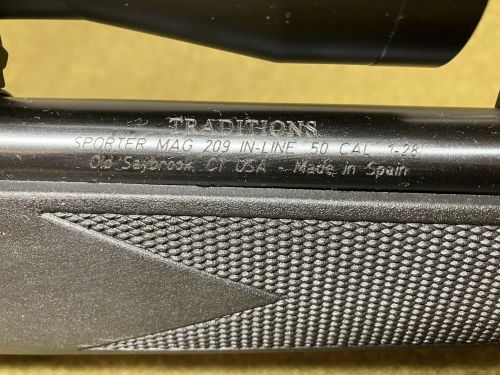 TRADITIONS
SPORTER MAG 209 IN-LINE 50 CAL 1-28
Old Saybrook CT USA - Made in Spain